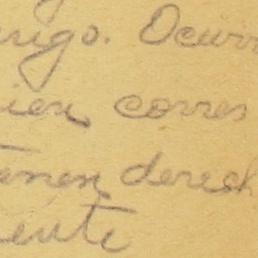 rigo. Ocurr
ien corres
tienen derech
ente